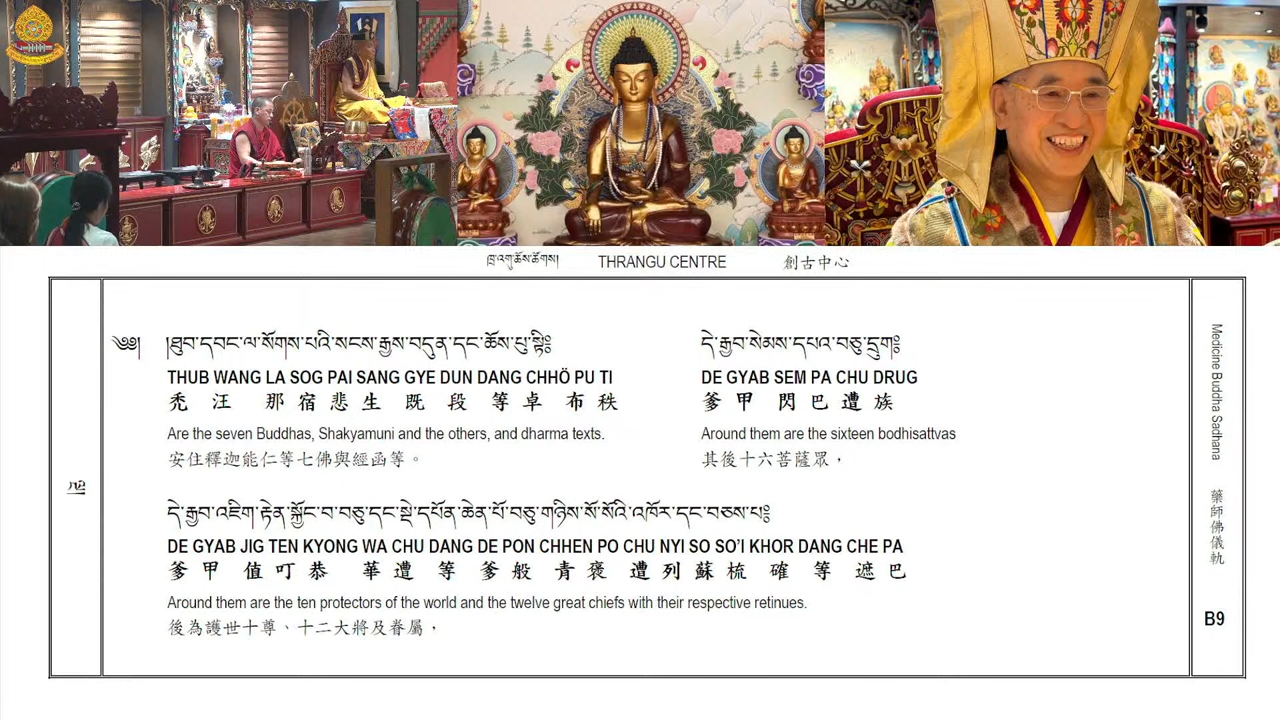 ཁྲ་འགུ་ཆོས་ཚོགས། THRANGU CENTRE 創古中心
༄༅། །ཐུབ་དབང་ལ་སོགས་པའི་སངས་རྒྱས་བདུན་དང་ཆོས་པུ་སྟི༔
THUB WANG LA SOG PAI SANG GYE DUN DANG CHHÖ PU TI
禿 汪 那 宿 悲 生 既 段 等 卓 布 秩
Are the seven Buddhas, Shakyamuni and the others, and dharma texts.
安住釋迦能仁等七佛與經函等。
དེ་རྒྱབ་སེམས་དཔའ་བཅུ་དྲུག༔
DE GYAB SEM PA CHU DRUG
爹 甲 閃 巴 遭 族
Around them are the sixteen bodhisattvas
其後十六菩薩眾，
དེ་རྒྱབ་འཇིག་རྟེན་སྐྱོང་བ་བཅུ་དང་སྡེ་དཔོན་ཆེན་པོ་བཅུ་གཉིས་སོ་སོའི་འཁོར་དང་བཅས་པ༔
DE GYAB JIG TEN KYONG WA CHU DANG DE PON CHHEN PO CHU NYI SO SO'I KHOR DANG CHE PA
爹 甲 值 叮 恭 華 遭 等 爹 般 青 褒 遭 列 蘇 梳 確 等 遮 巴
Around them are the ten protectors of the world and the twelve great chiefs with their respective retinues.
後為護世十尊、十二大將及眷屬，
Medicine Buddha Sadhana 藥師佛儀軌
B9